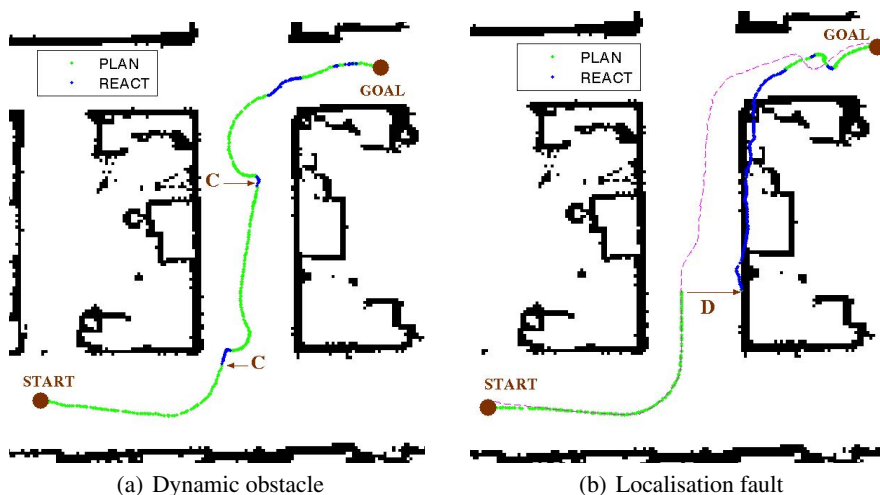 PLAN
REACT
GOAL
C
C
START
(a) Dynamic obstacle
PLAN
REACT
GOAL
D
START
(b) Localisation fault